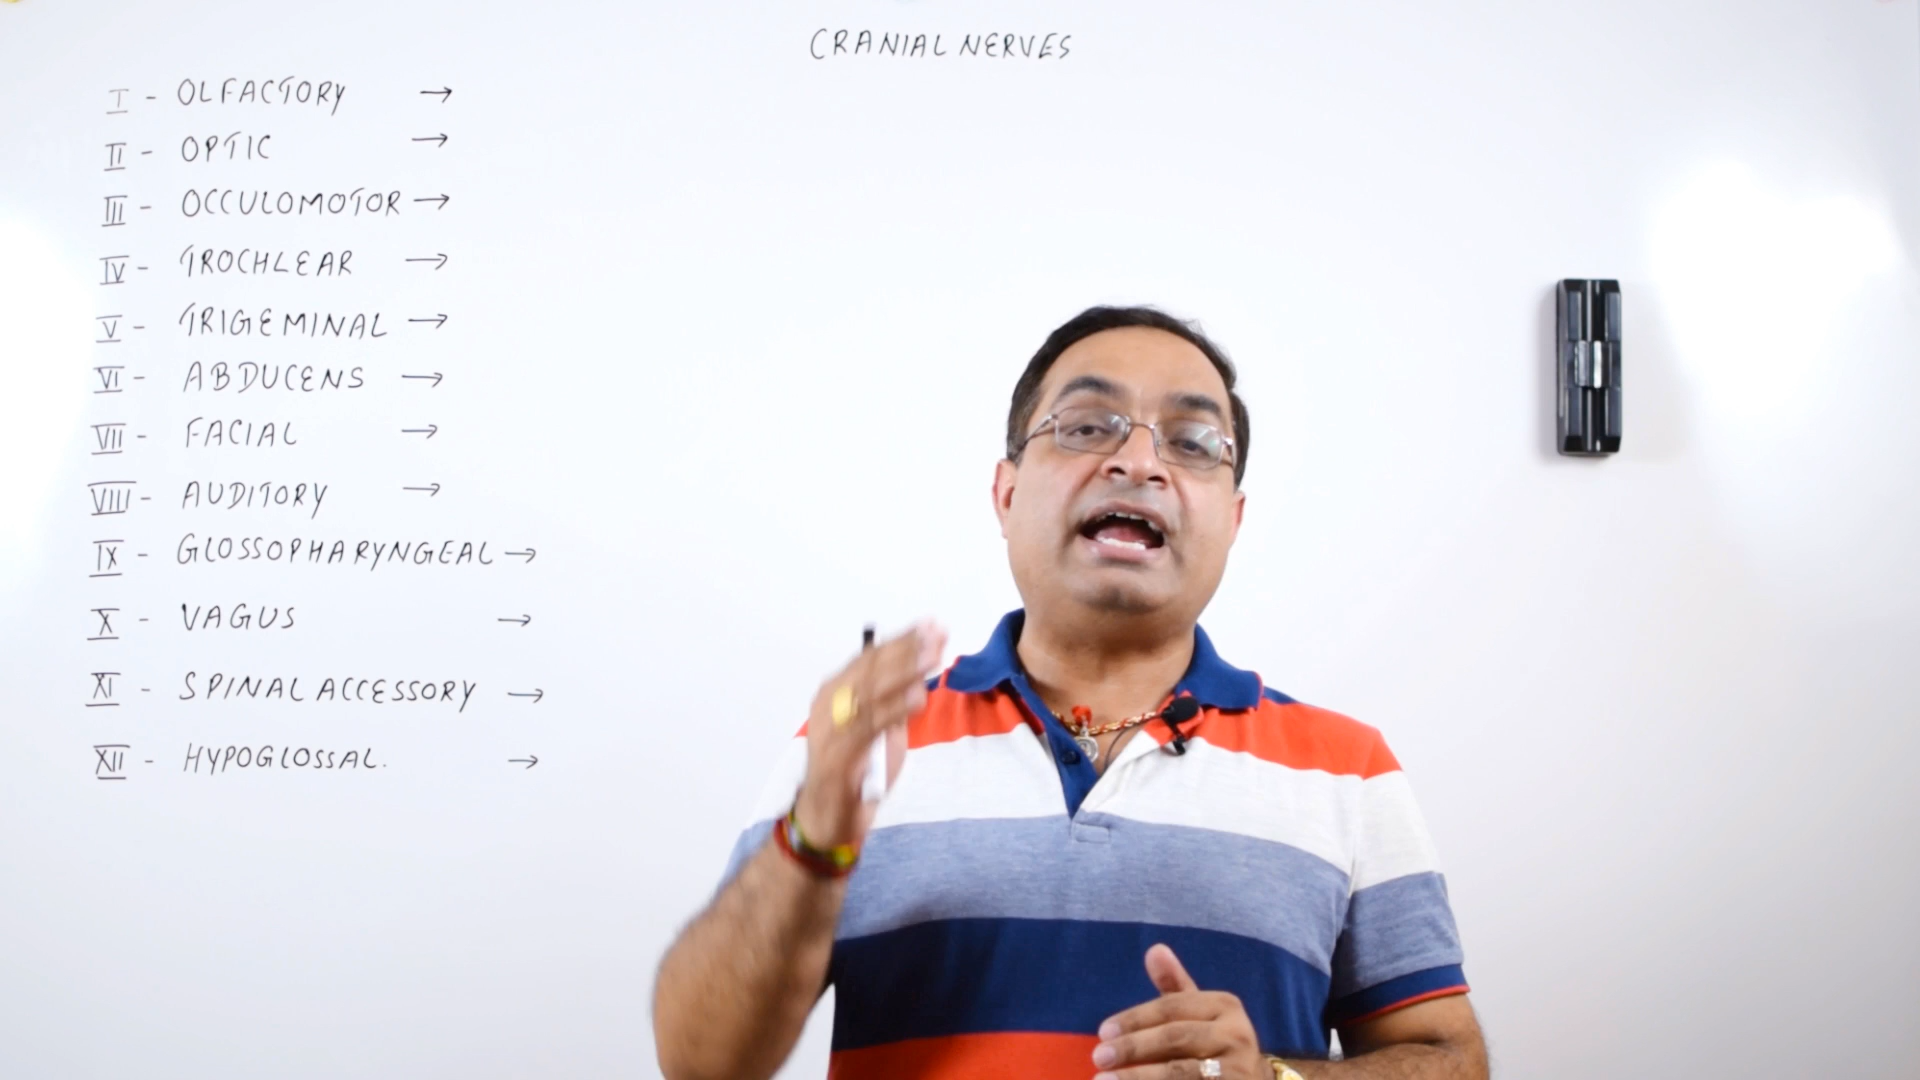 CRANIAL NERVES
I - OLFACTORY →
II - OPTIC →
III - OCCULOMOTOR →
IV - TROCHLEAR →
V - TRIGEMINAL →
VI - ABDUCENS →
VII - FACIAL →
VIII - AUDITORY →
IX - GLOSSOPHARYNGEAL →
X - VAGUS →
XI - SPINAL ACCESSORY →
XII - HYPOGLOSSAL. →